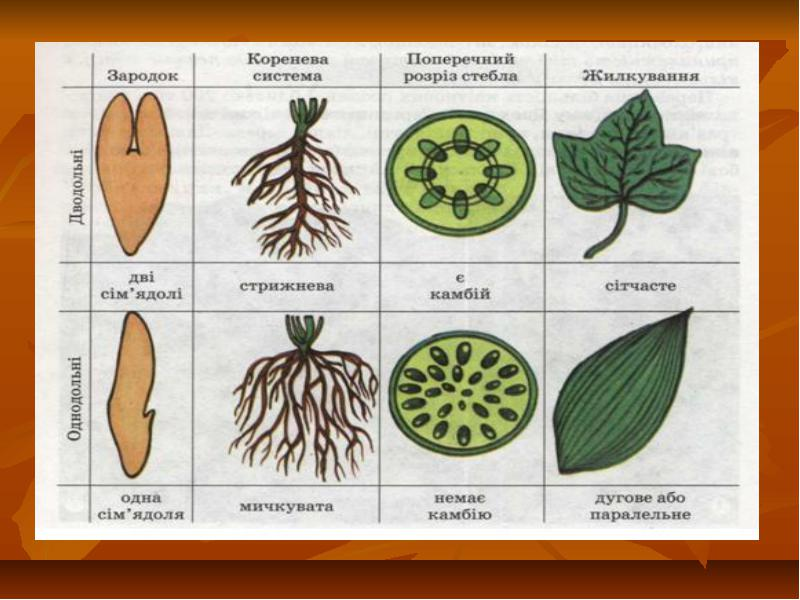 Зародок
Коренева
система
Поперечний
розріз стебла
Жилкування
Дводольні
дві
сім’ядолі
стрижнева
є
камбій
сітчасте
Однодольні
одна
сім’ядоля
мичкувата
немає
камбію
дугове або
паралельне